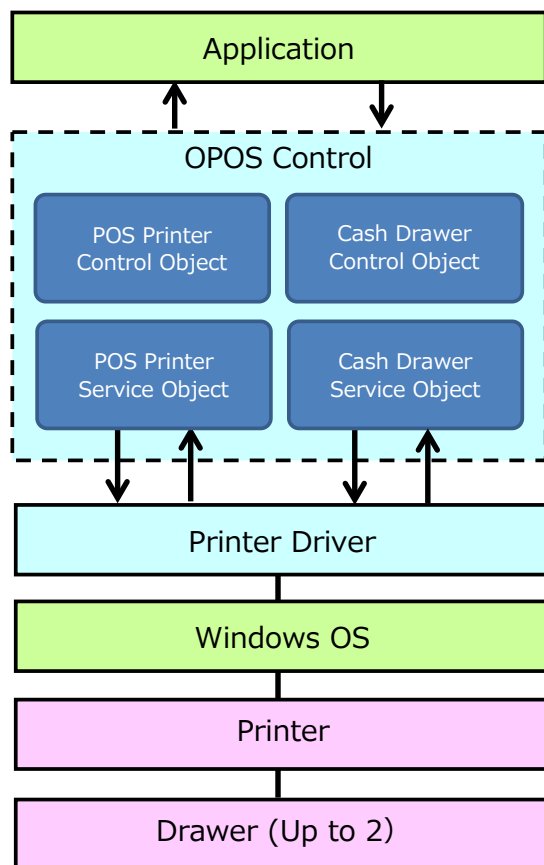 Application
OPOS Control
POS Printer
Control Object
Cash Drawer
Control Object
POS Printer
Service Object
Cash Drawer
Service Object
Printer Driver
Windows OS
Printer
Drawer (Up to 2）